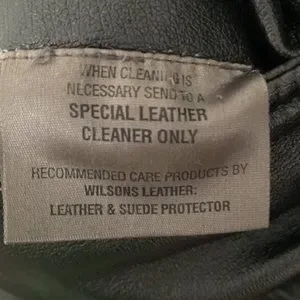 WHEN CLEANING IS
NECESSARY SEND TO A
SPECIAL LEATHER
CLEANER ONLY
RECOMMENDED CARE PRODUCTS BY
WILSONS LEATHER:
LEATHER & SUEDE PROTECTOR